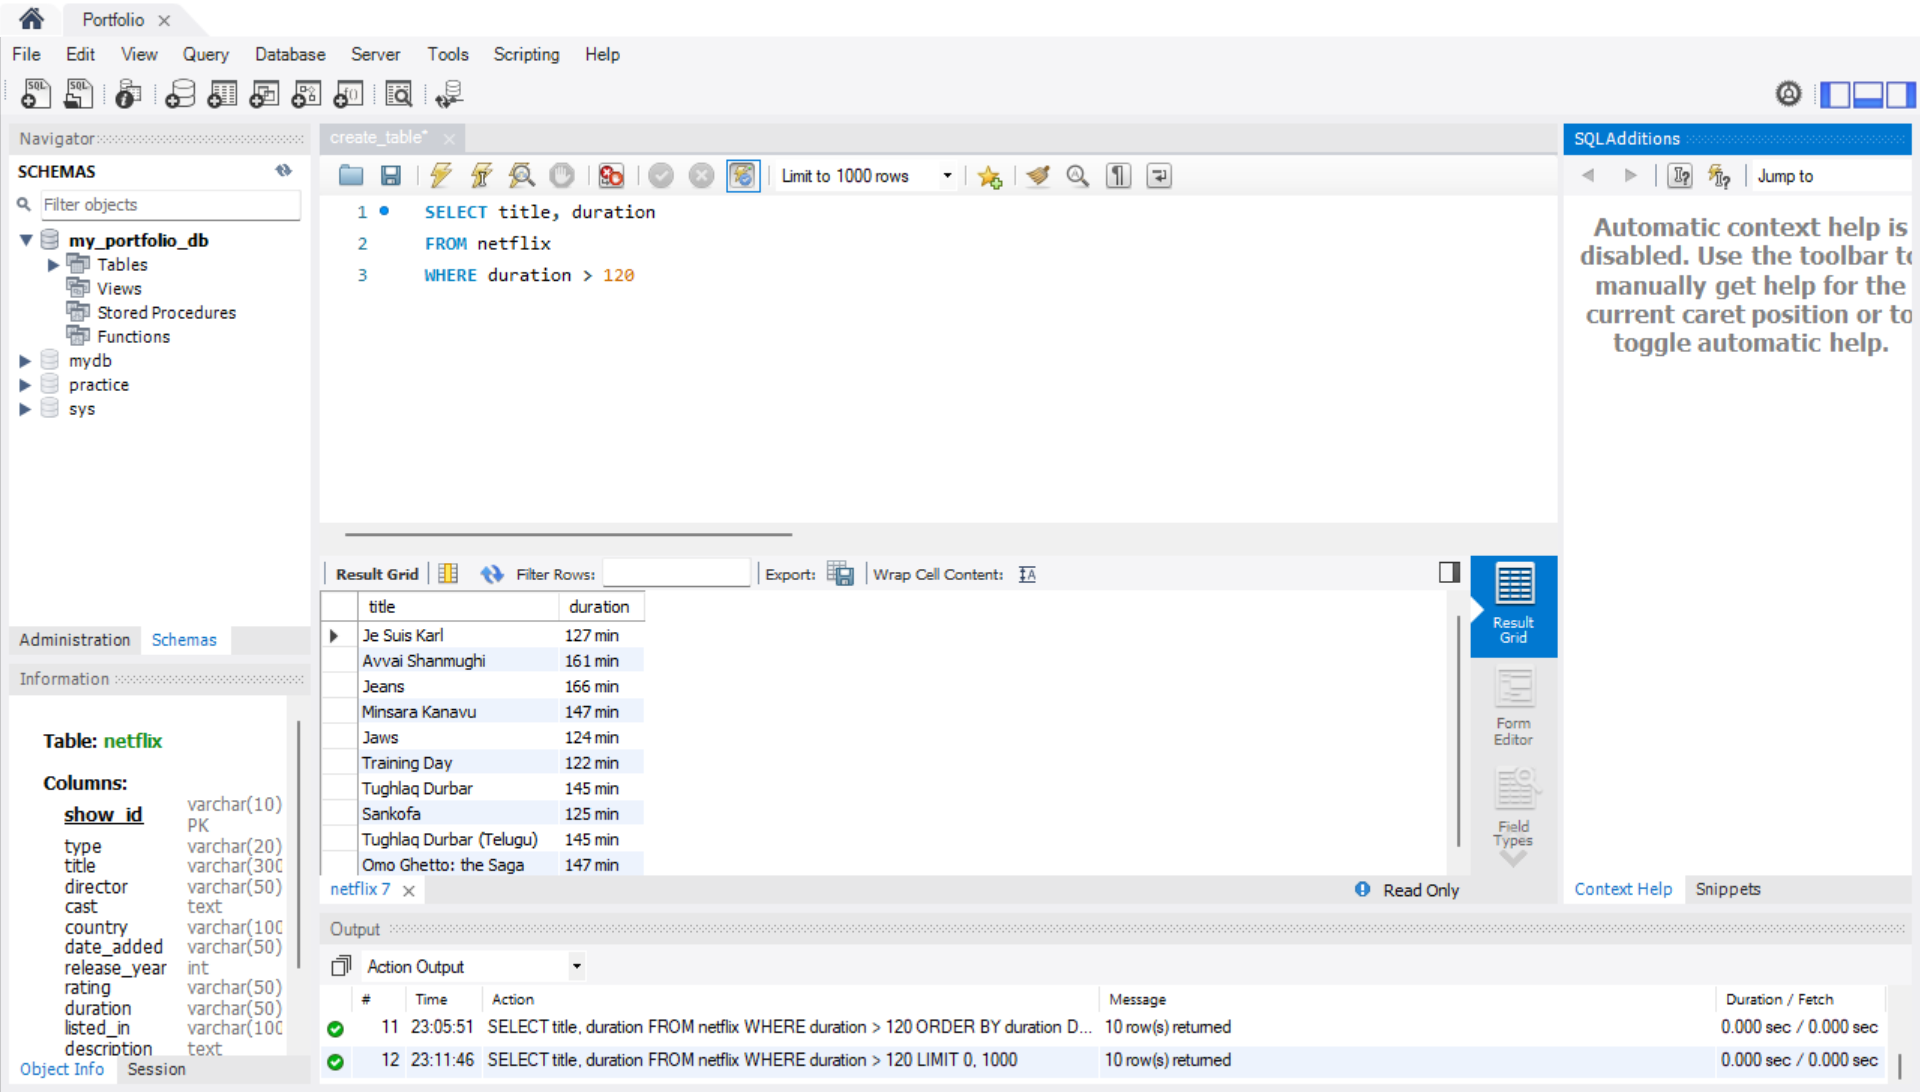 Portfolio
File Edit View Query Database Server Tools Scripting Help
Navigator
SCHEMAS
Filter objects
my_portfolio_db
Tables
Views
Stored Procedures
Functions
mydb
practice
sys
Administration Schemas
Information
Table: netflix
Columns:
show_id varchar(10) PK
type varchar(20)
title varchar(300
director varchar(50)
cast text
country varchar(100
date_added varchar(50)
release_year int
rating varchar(50)
duration varchar(50)
listed_in varchar(100
description text
Object Info Session
create_table*
Limit to 1000 rows
1 SELECT title, duration
2 FROM netflix
3 WHERE duration > 120
Result Grid Filter Rows: Export: Wrap Cell Content:
title duration
Je Suis Karl 127 min
Avvai Shanmughi 161 min
Jeans 166 min
Minsara Kanavu 147 min
Jaws 124 min
Training Day 122 min
Tughlaq Durbar 145 min
Sankofa 125 min
Tughlaq Durbar (Telugu) 145 min
Omo Ghetto: the Saga 147 min
netflix 7
Read Only
Result Grid
Form Editor
Field Types
SQLAdditions
Jump to
Automatic context help is
disabled. Use the toolbar to
manually get help for the
current caret position or to
toggle automatic help.
Context Help Snippets
Output
Action Output
# Time Action Message Duration / Fetch
11 23:05:51 SELECT title, duration FROM netflix WHERE duration > 120 ORDER BY duration D... 10 row(s) returned 0.000 sec / 0.000 sec
12 23:11:46 SELECT title, duration FROM netflix WHERE duration > 120 LIMIT 0, 1000 10 row(s) returned 0.000 sec / 0.000 sec